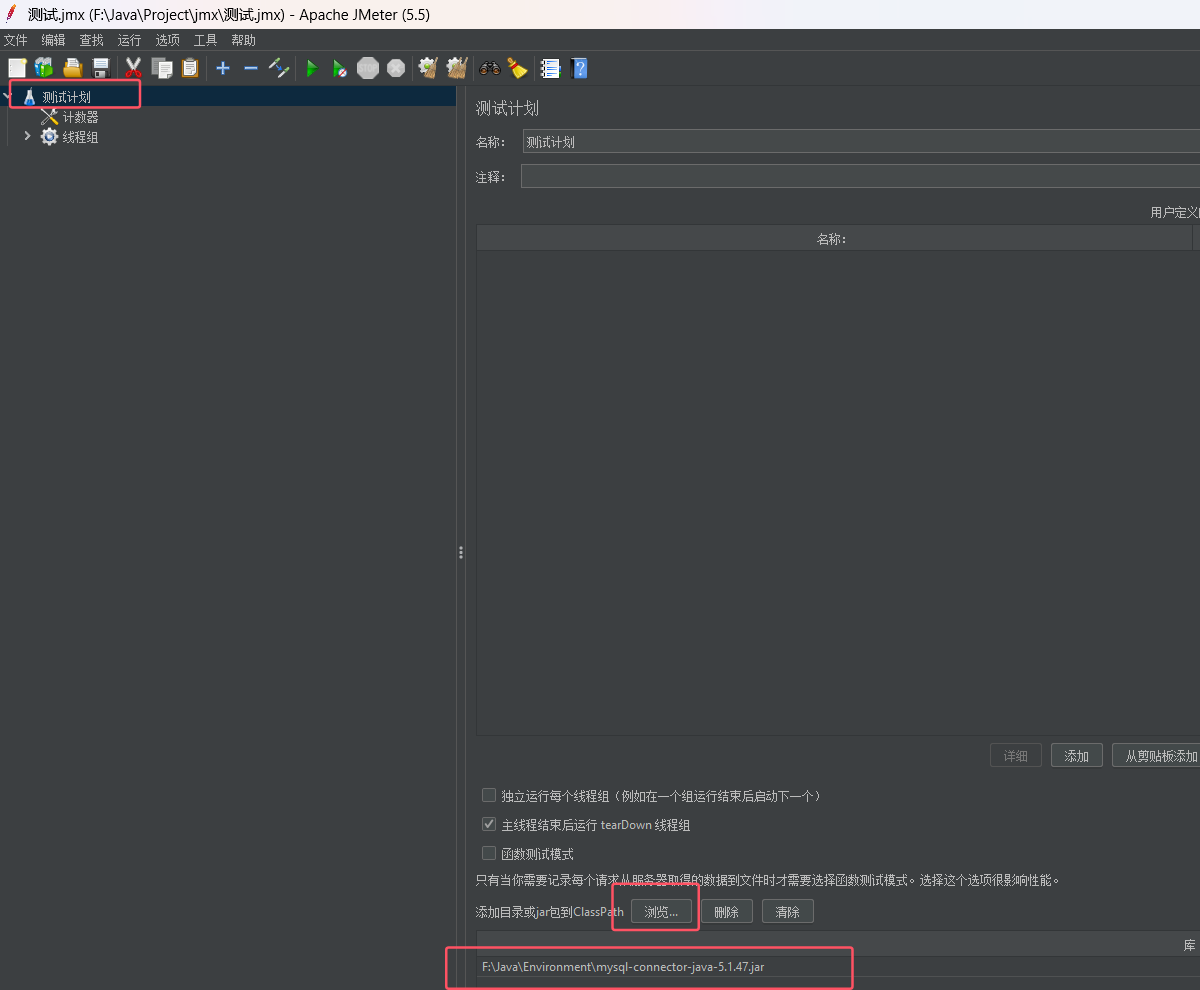 测试.jmx (F:\Java\Project\jmx\测试.jmx) - Apache JMeter (5.5)
文件 编辑 查找 运行 选项 工具 帮助
测试计划
计数器
线程组
测试计划
名称： 测试计划
注释：
用户定义
名称：
详细 添加 从剪贴板添加
独立运行每个线程组（例如在一个组运行结束后启动下一个）
主线程结束后运行 tearDown 线程组
函数测试模式
只有当你需要记录每个请求从服务器取得的数据到文件时才需要选择函数测试模式。选择这个选项很影响性能。
添加目录或jar包到ClassPath 浏览... 删除 清除
库
F:\Java\Environment\mysql-connector-java-5.1.47.jar